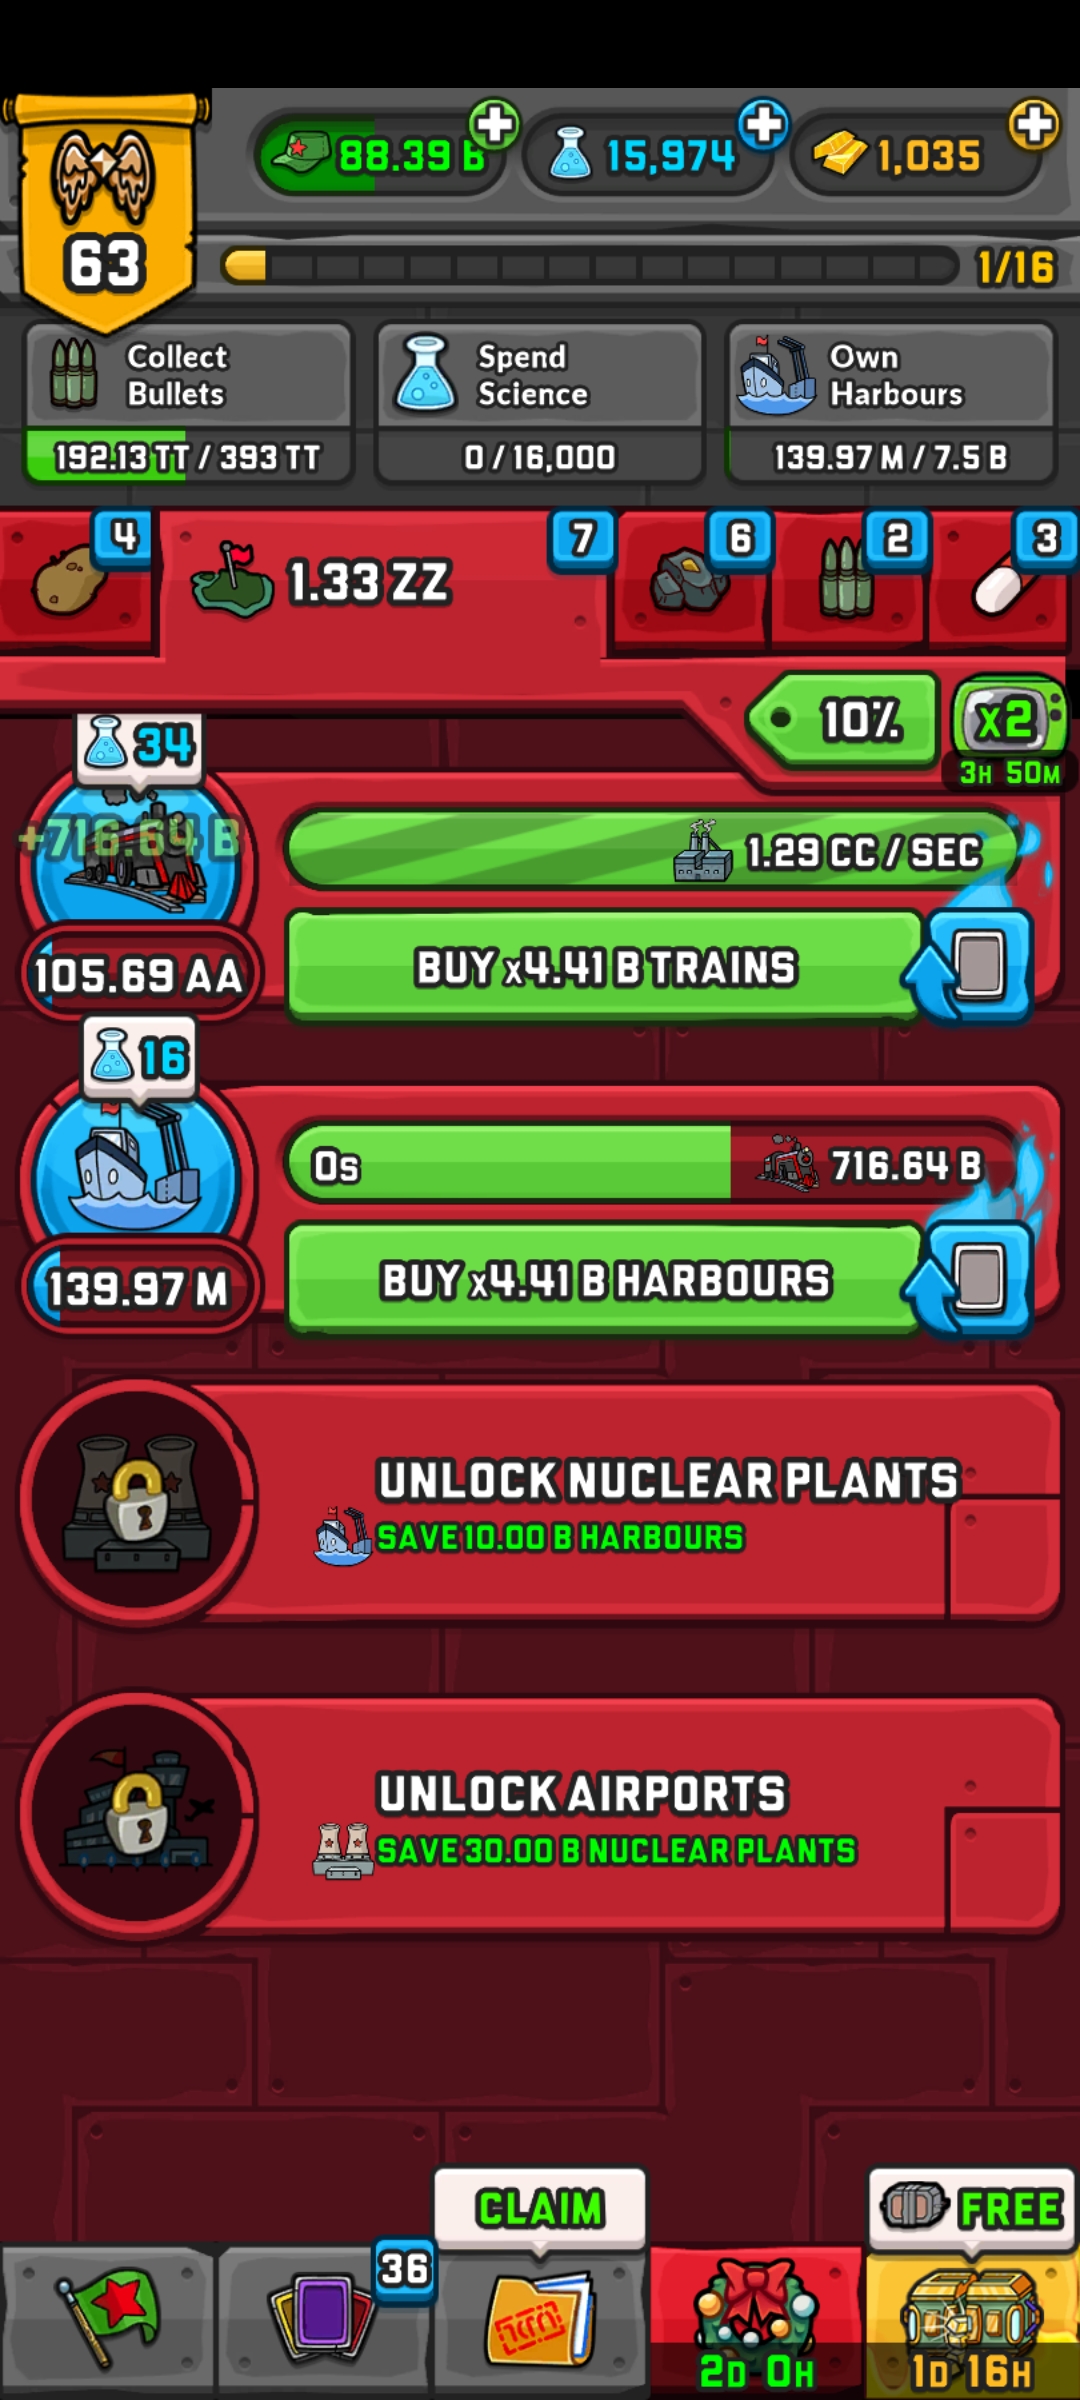 63
88.39 B
15,974
1,035
1/16
Collect
Bullets
192.13 TT / 393 TT
Spend
Science
0 / 16,000
Own
Harbours
139.97 M / 7.5 B
4
1.33 ZZ
7
6
2
3
10%
x2
3H 50M
34
+716.64 B
1.29 CC / SEC
105.69 AA
BUY x4.41 B TRAINS
16
0s
716.64 B
139.97 M
BUY x4.41 B HARBOURS
UNLOCK NUCLEAR PLANTS
SAVE 10.00 B HARBOURS
UNLOCK AIRPORTS
SAVE 30.00 B NUCLEAR PLANTS
CLAIM
FREE
36
2D 0H
1D 16H